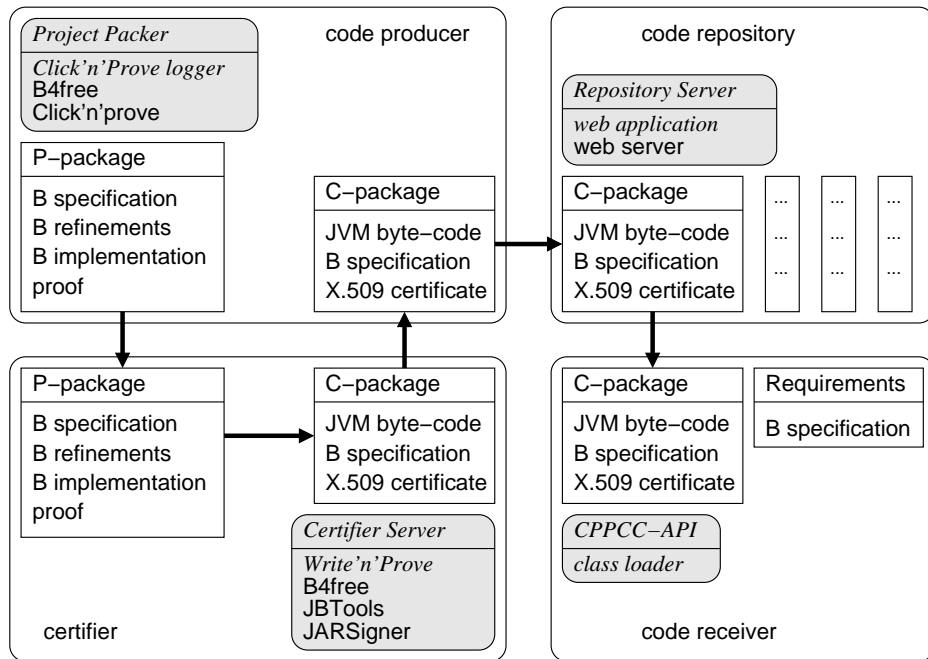 Project Packer
Click'n'Prove logger
B4free
Click'n'prove
code producer
P−package
B specification
B refinements
B implementation
proof
C−package
JVM byte−code
B specification
X.509 certificate
code repository
Repository Server
web application
web server
C−package
JVM byte−code
B specification
X.509 certificate
... ... ...
... ... ...
... ... ...
P−package
B specification
B refinements
B implementation
proof
C−package
JVM byte−code
B specification
X.509 certificate
Certifier Server
Write'n'Prove
B4free
JBTools
JARSigner
certifier
C−package
JVM byte−code
B specification
X.509 certificate
Requirements
B specification
CPPCC−API
class loader
code receiver